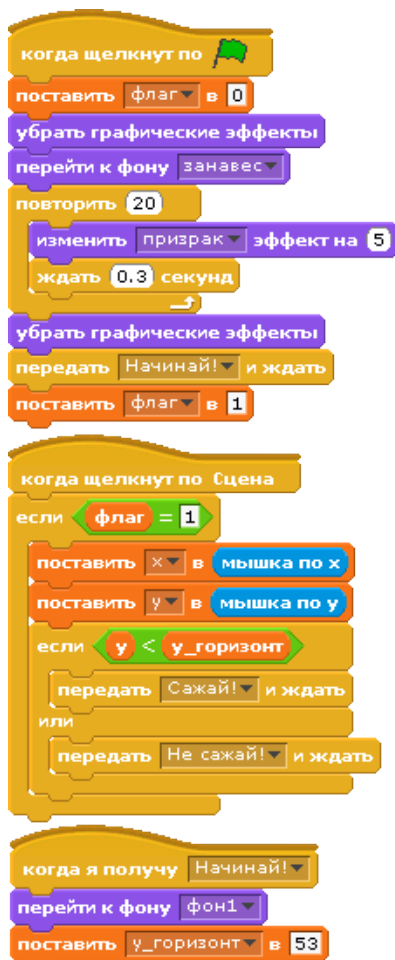 когда щелкнут по
поставить флаг в 0
убрать графические эффекты
перейти к фону занавес
повторить 20
изменить призрак эффект на 5
ждать 0.3 секунд
убрать графические эффекты
передать Начинай! и ждать
поставить флаг в 1
когда щелкнут по Сцена
если флаг = 1
поставить x в мышка по x
поставить y в мышка по y
если y < y_горизонт
передать Сажай! и ждать
или
передать Не сажай! и ждать
когда я получу Начинай!
перейти к фону фон1
поставить y_горизонт в 53